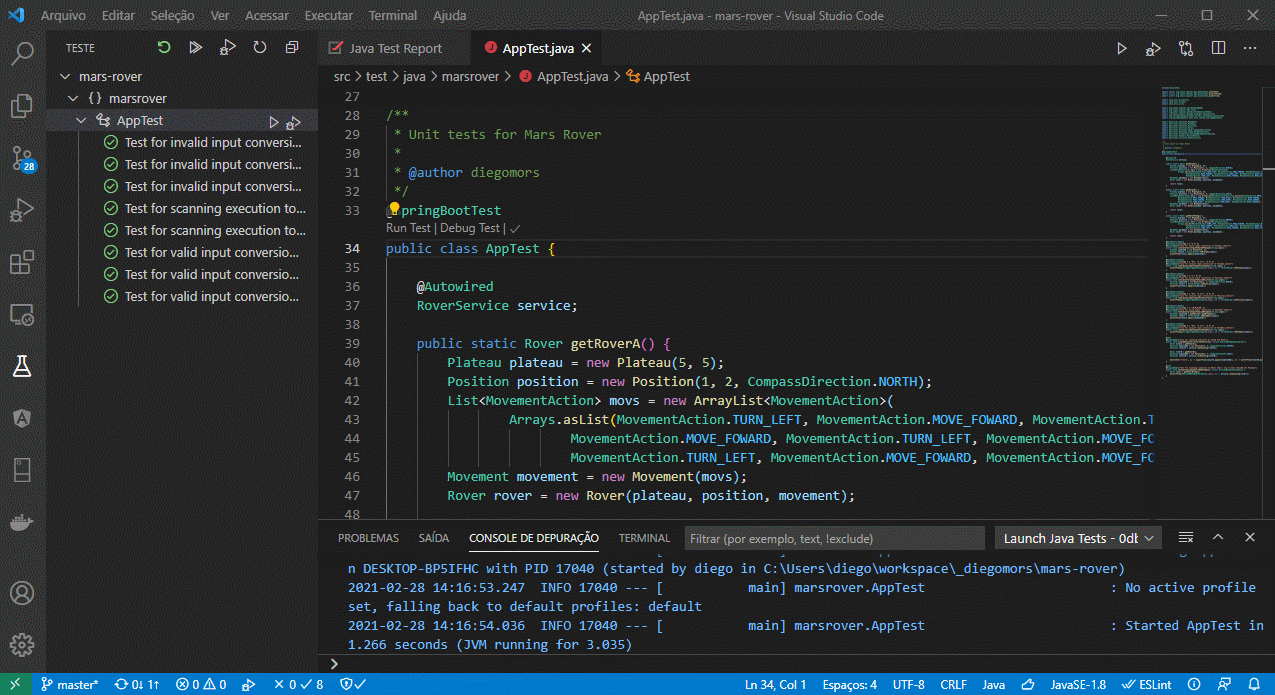 Arquivo Editar Seleção Ver Acessar Executar Terminal Ajuda
AppTest.java - mars-rover - Visual Studio Code
TESTE
Java Test Report
AppTest.java
mars-rover
{} marsrover
AppTest
Test for invalid input conversi...
Test for invalid input conversi...
Test for invalid input conversi...
Test for scanning execution to...
Test for scanning execution to...
Test for valid input conversio...
Test for valid input conversio...
Test for valid input conversio...
28
src > test > java > marsrover > AppTest.java > AppTest
27
28 /**
29 * Unit tests for Mars Rover
30 *
31 * @author diegomors
32 */
33 @pringBootTest
Run Test | Debug Test | ✓
34 public class AppTest {
35
36 @Autowired
37 RoverService service;
38
39 public static Rover getRoverA() {
40 Plateau plateau = new Plateau(5, 5);
41 Position position = new Position(1, 2, CompassDirection.NORTH);
42 List<MovementAction> movs = new ArrayList<MovementAction>(
43 Arrays.asList(MovementAction.TURN_LEFT, MovementAction.MOVE_FOWARD, MovementAction.T
44 MovementAction.MOVE_FOWARD, MovementAction.TURN_LEFT, MovementAction.MOVE_FO
45 MovementAction.TURN_LEFT, MovementAction.MOVE_FOWARD, MovementAction.MOVE_FO
46 Movement movement = new Movement(movs);
47 Rover rover = new Rover(plateau, position, movement);
48
PROBLEMAS SAÍDA CONSOLE DE DEPURAÇÃO TERMINAL
Filtrar (por exemplo, text, !exclude)
Launch Java Tests - 0dt
n DESKTOP-BP5IFHC with PID 17040 (started by diego in C:\Users\diego\workspace\_diegomors\mars-rover)
2021-02-28 14:16:53.247 INFO 17040 --- [ main] marsrover.AppTest : No active profile
set, falling back to default profiles: default
2021-02-28 14:16:54.036 INFO 17040 --- [ main] marsrover.AppTest : Started AppTest in
1.266 seconds (JVM running for 3.035)
master* 0↓ 1↑ 0 0 0 8 Ln 34, Col 1 Espaços: 4 UTF-8 CRLF Java JavaSE-1.8 ESLint